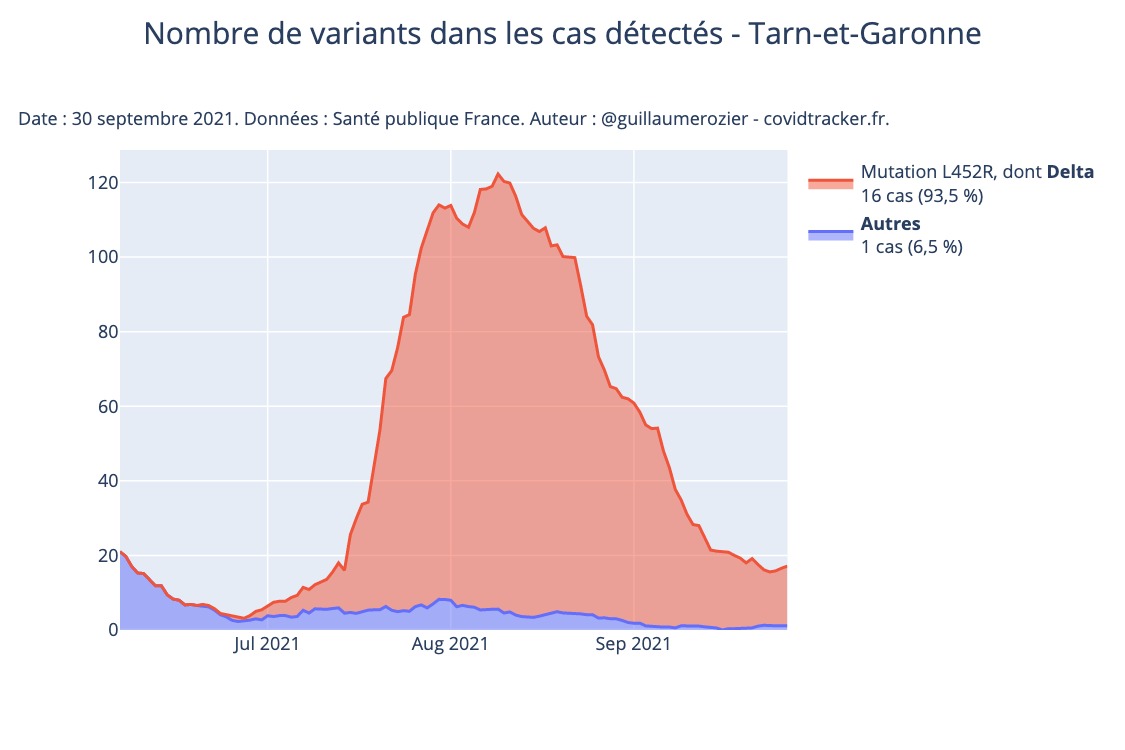 Nombre de variants dans les cas détectés - Tarn-et-Garonne
Date : 30 septembre 2021. Données : Santé publique France. Auteur : @guillaumerozier - covidtracker.fr.
Mutation L452R, dont Delta
16 cas (93,5 %)
Autres
1 cas (6,5 %)
120
100
80
60
40
20
0
Jul 2021
Aug 2021
Sep 2021